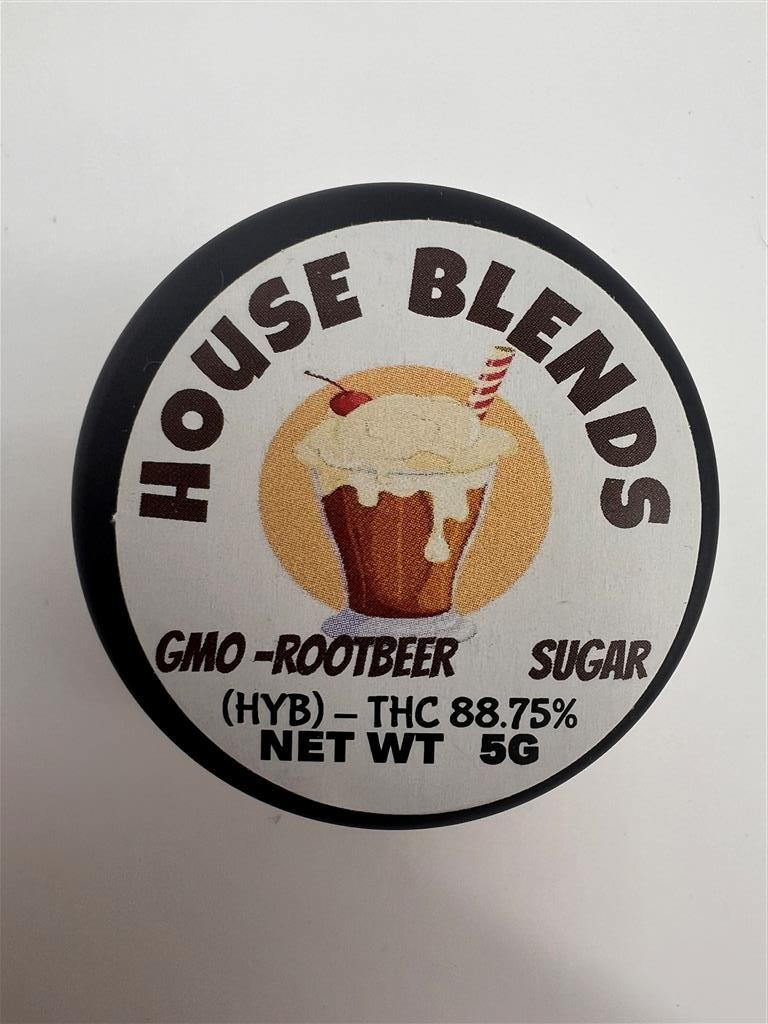 HOUSE BLENDS
GMO -ROOTBEER SUGAR
(HYB) – THC 88.75%
NET WT 5G